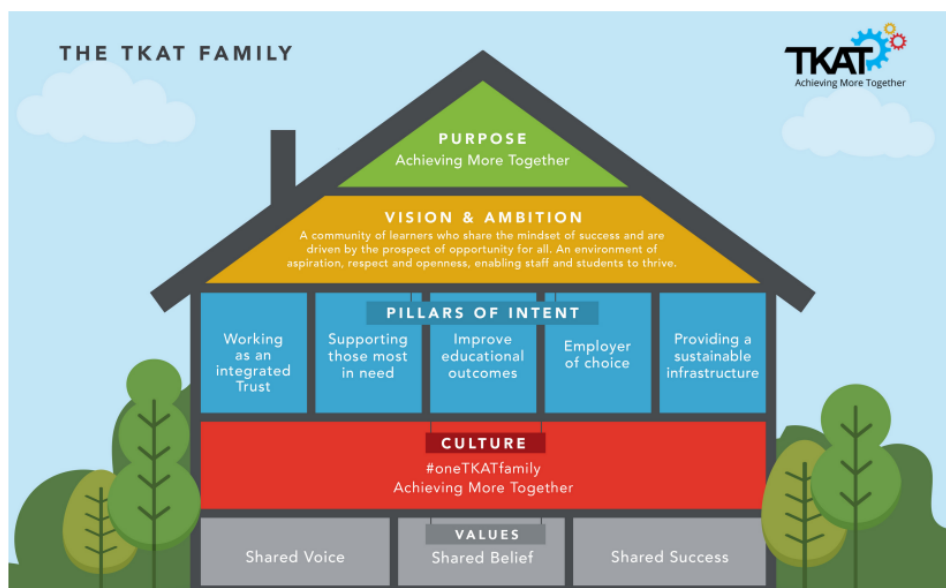 THE TKAT FAMILY
TKAT
Achieving More Together
PURPOSE
Achieving More Together
VISION & AMBITION
A community of learners who share the mindset of success and are
driven by the prospect of opportunity for all. An environment of
aspiration, respect and openness, enabling staff and students to thrive.
PILLARS OF INTENT
Working
as an
integrated
Trust
Supporting
those most
in need
Improve
educational
outcomes
Employer
of choice
Providing a
sustainable
infrastructure
CULTURE
#oneTKATfamily
Achieving More Together
VALUES
Shared Voice
Shared Belief
Shared Success